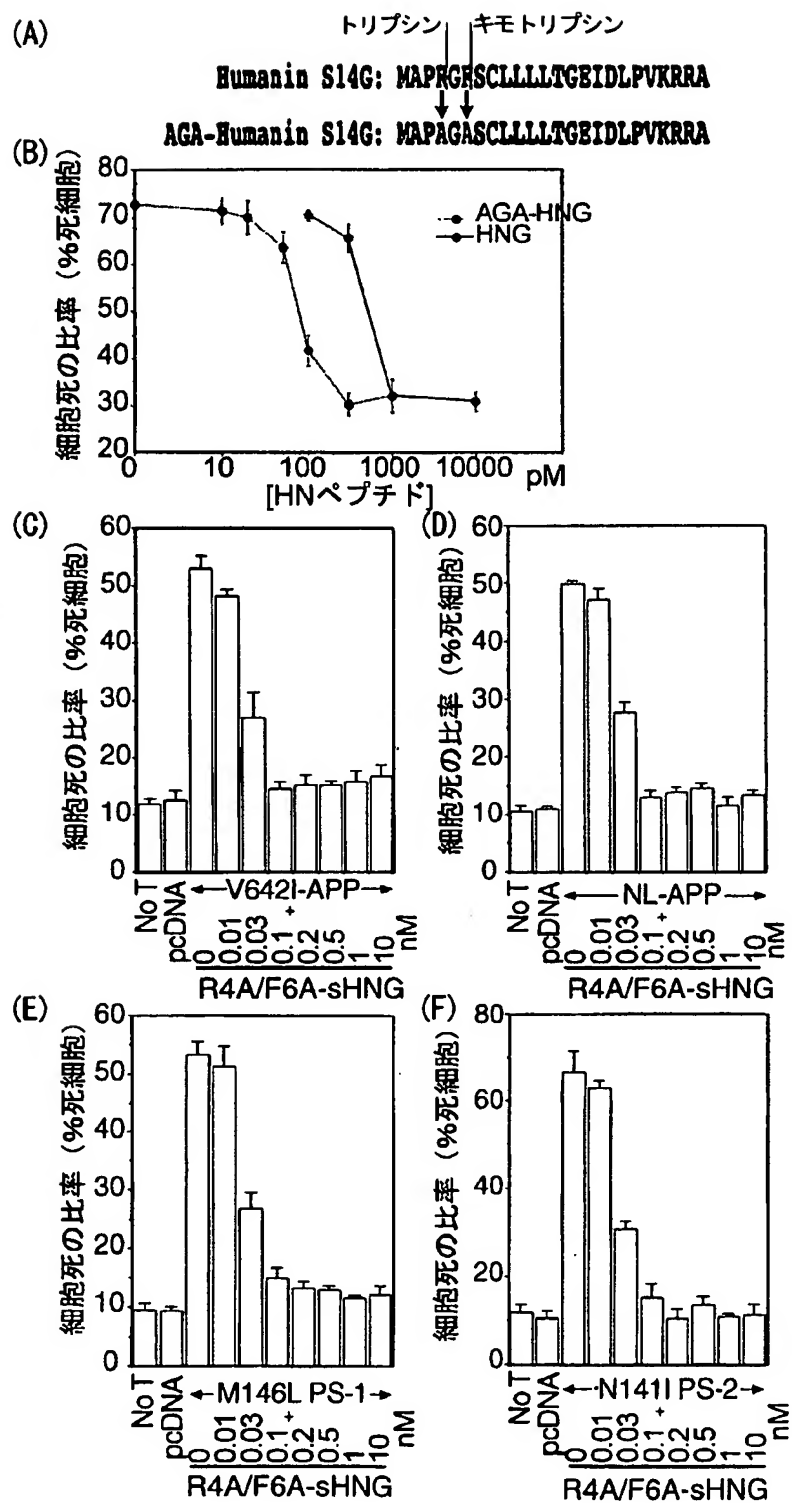 (A)
トリプシン キモトリプシン
Humanin S14G: MAPRGFSCLLLLTGEIDLPVKRRA
AGA-Humanin S14G: MAPAGASCLLLLTGEIDLPVKRRA
(B)
細胞死の比率 (%死細胞)
80
70
60
50
40
30
20
AGA-HNG
HNG
0 10 100 1000 10000 pM
[HNペプチド]
(C)
細胞死の比率 (%死細胞)
60
50
40
30
20
10
0
No T
pcDNA
V642I-APP
+
0
0.01
0.03
0.1
0.2
0.5
1
10
nM
R4A/F6A-sHNG
(D)
細胞死の比率 (%死細胞)
60
50
40
30
20
10
0
No T
pcDNA
NL-APP
+
0
0.01
0.03
0.1
0.2
0.5
1
10
nM
R4A/F6A-sHNG
(E)
細胞死の比率 (%死細胞)
60
50
40
30
20
10
0
No T
pcDNA
M146L PS-1
+
0
0.01
0.03
0.1
0.2
0.5
1
10
nM
R4A/F6A-sHNG
(F)
細胞死の比率 (%死細胞)
80
60
40
20
0
No T
pcDNA
N141I PS-2
+
0
0.01
0.03
0.1
0.2
0.5
1
10
nM
R4A/F6A-sHNG